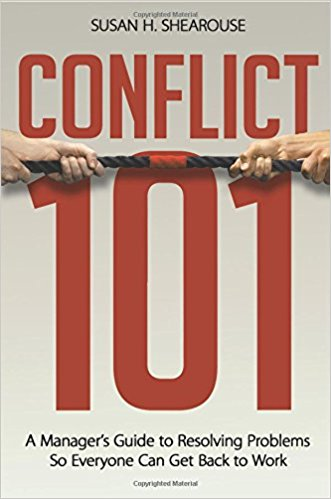 SUSAN H. SHEAROUSE
CONFLICT
101
A Manager's Guide to Resolving Problems
So Everyone Can Get Back to Work